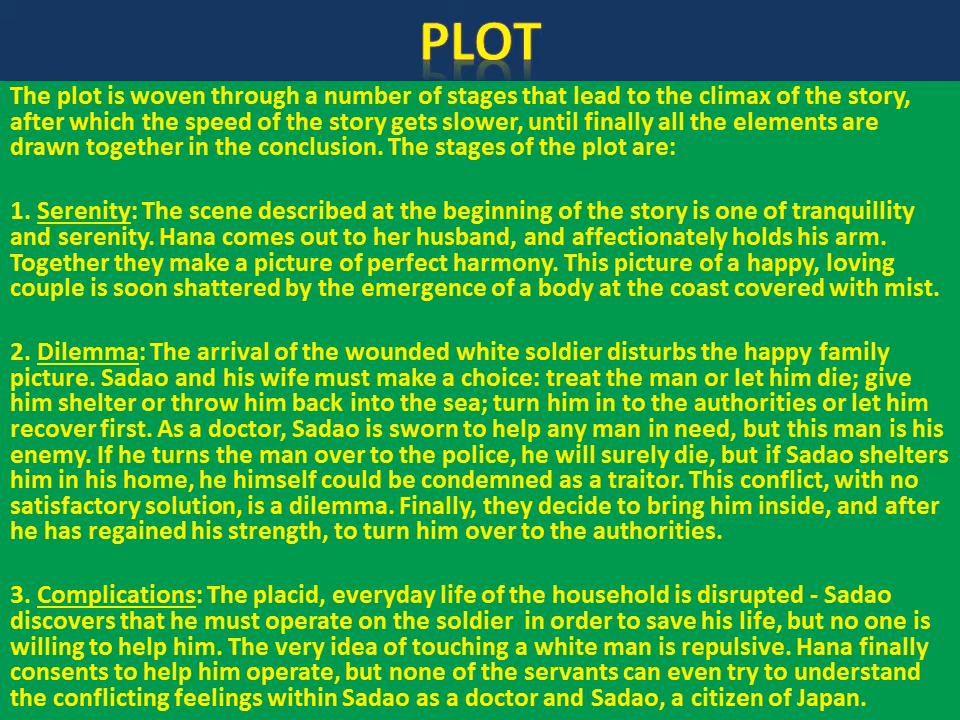 PLOT
The plot is woven through a number of stages that lead to the climax of the story,
after which the speed of the story gets slower, until finally all the elements are
drawn together in the conclusion. The stages of the plot are:
1. Serenity: The scene described at the beginning of the story is one of tranquillity
and serenity. Hana comes out to her husband, and affectionately holds his arm.
Together they make a picture of perfect harmony. This picture of a happy, loving
couple is soon shattered by the emergence of a body at the coast covered with mist.
2. Dilemma: The arrival of the wounded white soldier disturbs the happy family
picture. Sadao and his wife must make a choice: treat the man or let him die; give
him shelter or throw him back into the sea; turn him in to the authorities or let him
recover first. As a doctor, Sadao is sworn to help any man in need, but this man is his
enemy. If he turns the man over to the police, he will surely die, but if Sadao shelters
him in his home, he himself could be condemned as a traitor. This conflict, with no
satisfactory solution, is a dilemma. Finally, they decide to bring him inside, and after
he has regained his strength, to turn him over to the authorities.
3. Complications: The placid, everyday life of the household is disrupted - Sadao
discovers that he must operate on the soldier in order to save his life, but no one is
willing to help him. The very idea of touching a white man is repulsive. Hana finally
consents to help him operate, but none of the servants can even try to understand
the conflicting feelings within Sadao as a doctor and Sadao, a citizen of Japan.